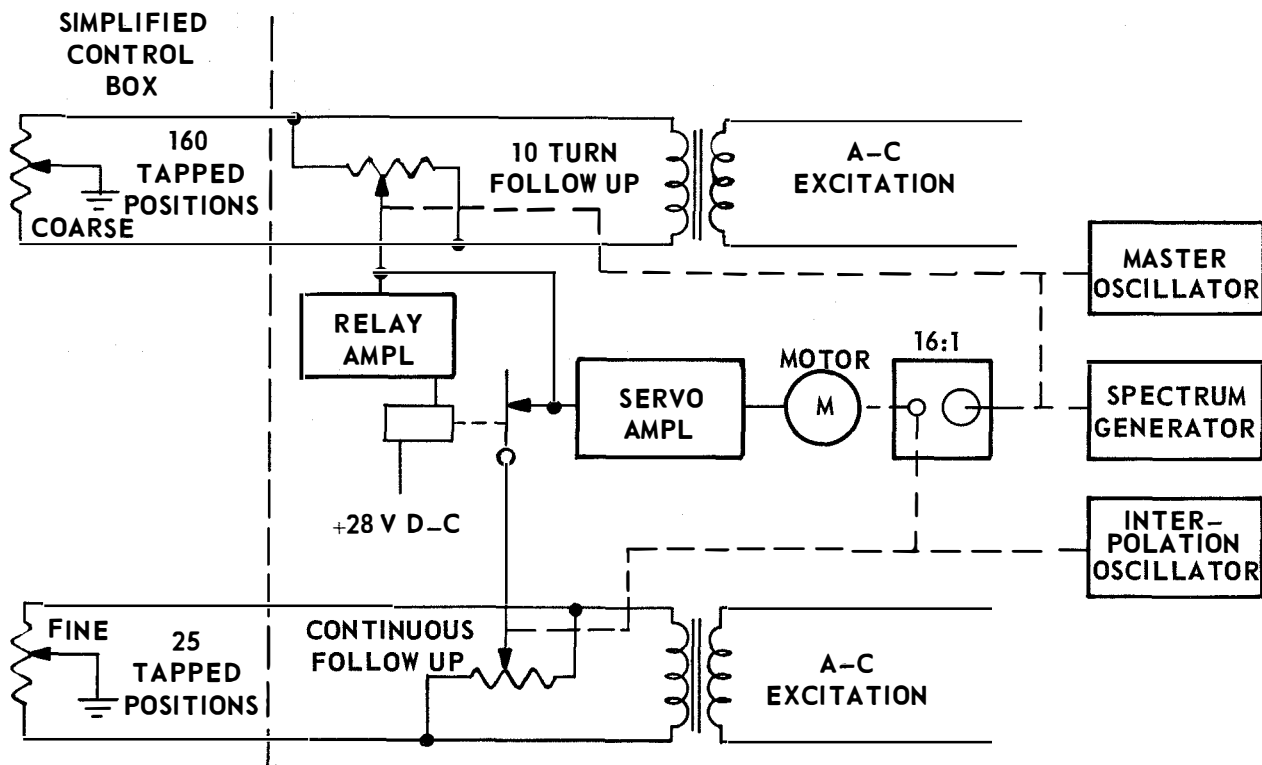 SIMPLIFIED
CONTROL
BOX
160
TAPPED
POSITIONS
COARSE
10 TURN
FOLLOW UP
A-C
EXCITATION
MASTER
OSCILLATOR
RELAY
AMPL
SERVO
AMPL
MOTOR
M
16:1
SPECTRUM
GENERATOR
+28 V D-C
INTER-
POLATION
OSCILLATOR
FINE
25
TAPPED
POSITIONS
CONTINUOUS
FOLLOW UP
A-C
EXCITATION